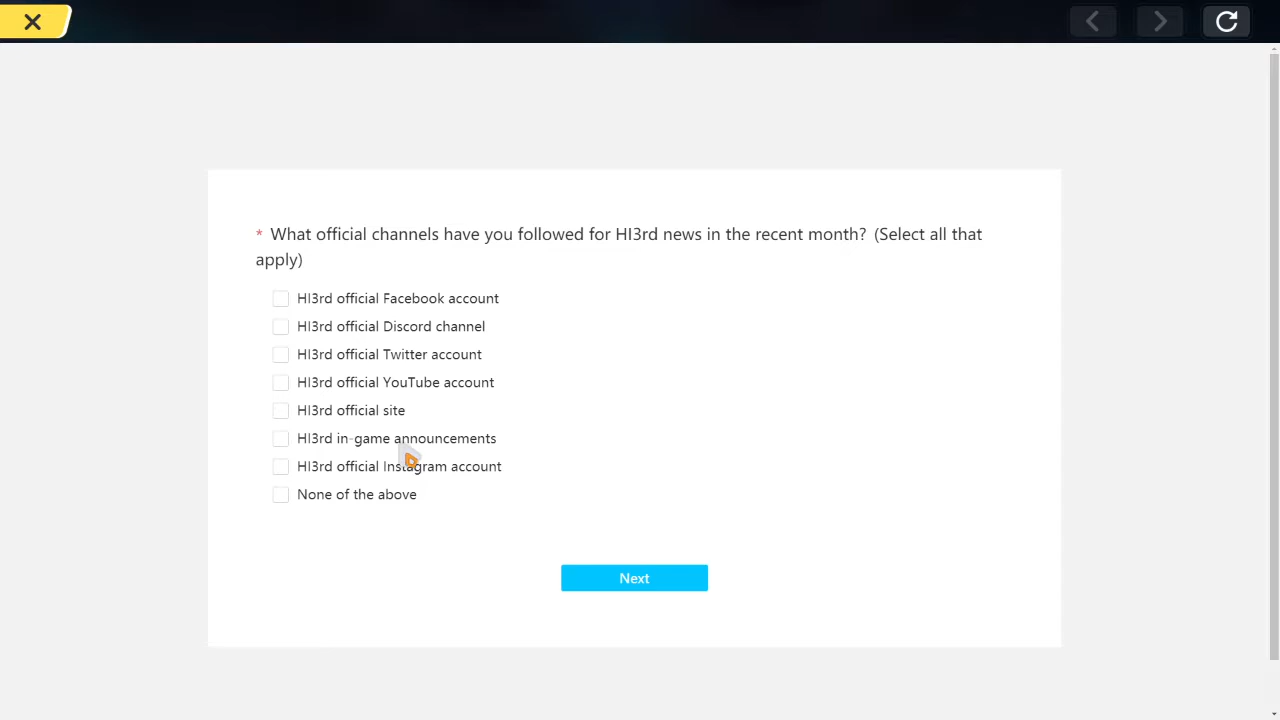 * What official channels have you followed for HI3rd news in the recent month? (Select all that
apply)
HI3rd official Facebook account
HI3rd official Discord channel
HI3rd official Twitter account
HI3rd official YouTube account
HI3rd official site
HI3rd in-game announcements
HI3rd official Instagram account
None of the above
Next